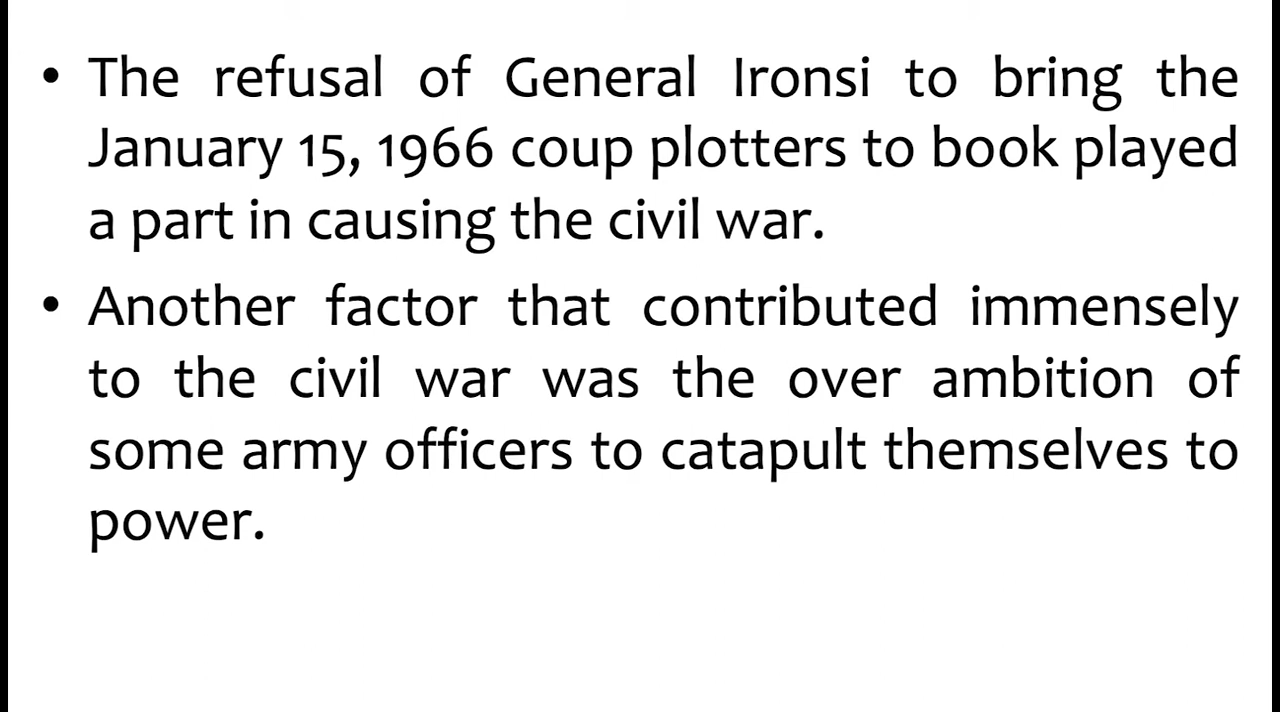 • The refusal of General Ironsi to bring the
January 15, 1966 coup plotters to book played
a part in causing the civil war.
• Another factor that contributed immensely
to the civil war was the over ambition of
some army officers to catapult themselves to
power.